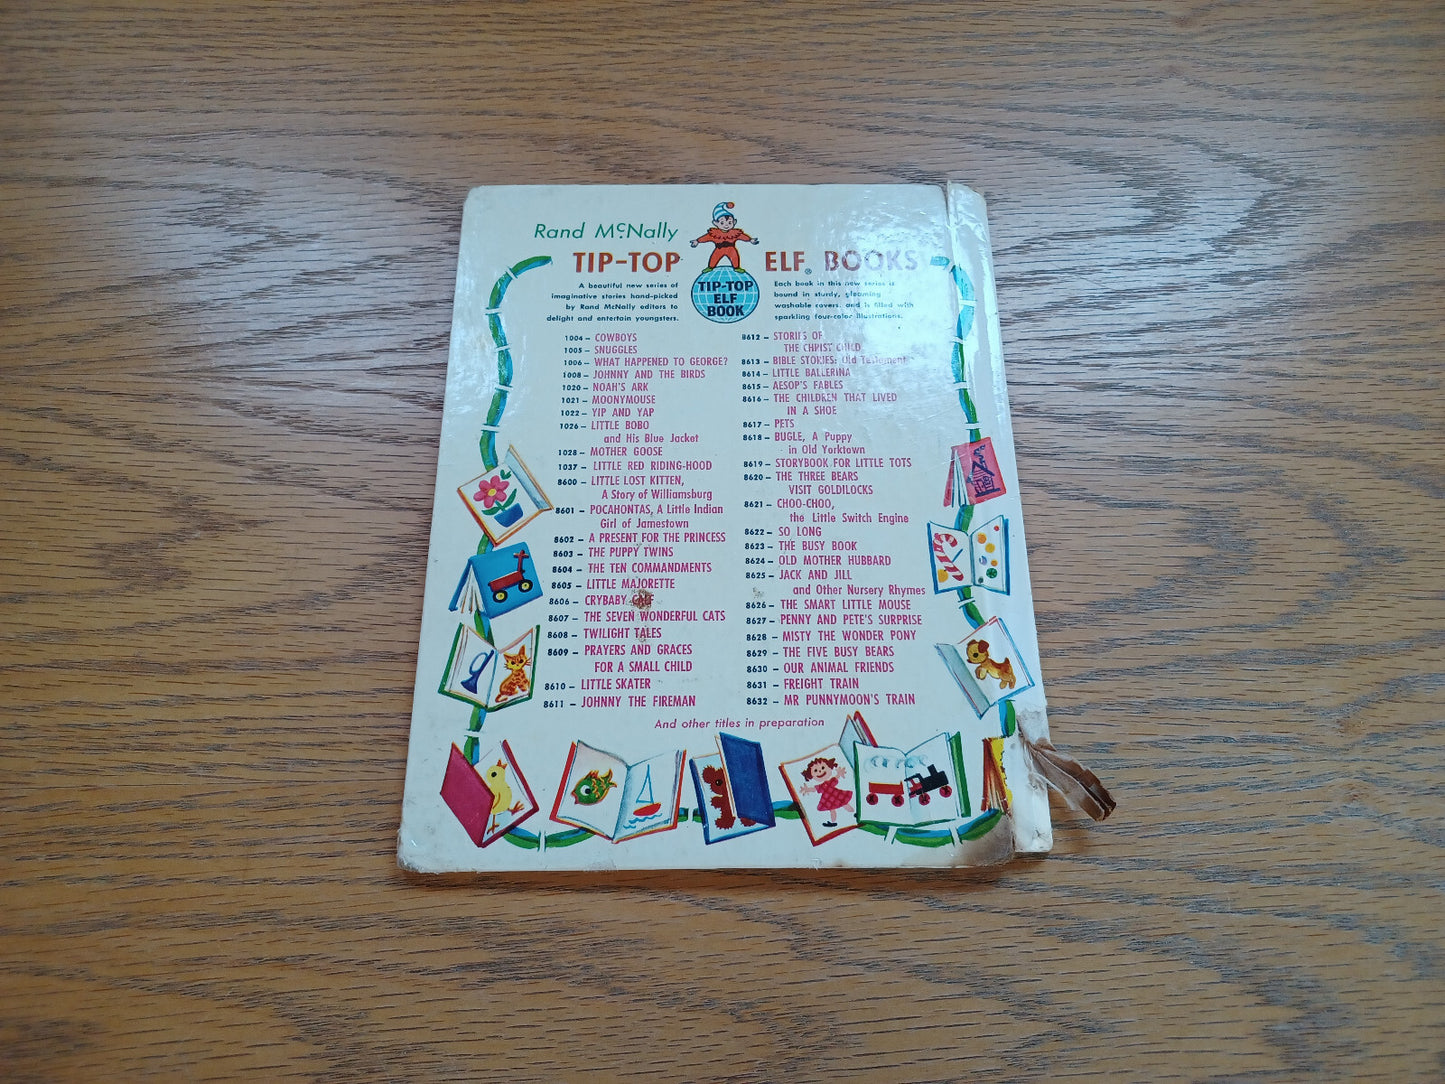 Rand McNally
TIP-TOP ELF® BOOKS
A beautiful new series of
imaginative stories hand-picked
by Rand McNally editors to
delight and entertain youngsters.
TIP-TOP
ELF
BOOK
Each book in this new series is
bound in sturdy, gleaming
washable covers, and is filled with
sparkling four-color illustrations.
1004 – COWBOYS
1005 – SNUGGLES
1006 – WHAT HAPPENED TO GEORGE?
1008 – JOHNNY AND THE BIRDS
1020 – NOAH'S ARK
1021 – MOONYMOUSE
1022 – YIP AND YAP
1026 – LITTLE BOBO
and His Blue Jacket
1028 – MOTHER GOOSE
1037 – LITTLE RED RIDING-HOOD
8600 – LITTLE LOST KITTEN,
A Story of Williamsburg
8601 – POCAHONTAS, A Little Indian
Girl of Jamestown
8602 – A PRESENT FOR THE PRINCESS
8603 – THE PUPPY TWINS
8604 – THE TEN COMMANDMENTS
8605 – LITTLE MAJORETTE
8606 – CRYBABY CALF
8607 – THE SEVEN WONDERFUL CATS
8608 – TWILIGHT TALES
8609 – PRAYERS AND GRACES
FOR A SMALL CHILD
8610 – LITTLE SKATER
8611 – JOHNNY THE FIREMAN
8612 – STORIES OF
THE CHRIST CHILD
8613 – BIBLE STORIES: Old Testament
8614 – LITTLE BALLERINA
8615 – AESOP'S FABLES
8616 – THE CHILDREN THAT LIVED
IN A SHOE
8617 – PETS
8618 – BUGLE, A Puppy
in Old Yorktown
8619 – STORYBOOK FOR LITTLE TOTS
8620 – THE THREE BEARS
VISIT GOLDILOCKS
8621 – CHOO-CHOO,
the Little Switch Engine
8622 – SO LONG
8623 – THE BUSY BOOK
8624 – OLD MOTHER HUBBARD
8625 – JACK AND JILL
and Other Nursery Rhymes
8626 – THE SMART LITTLE MOUSE
8627 – PENNY AND PETE'S SURPRISE
8628 – MISTY THE WONDER PONY
8629 – THE FIVE BUSY BEARS
8630 – OUR ANIMAL FRIENDS
8631 – FREIGHT TRAIN
8632 – MR PUNNYMOON'S TRAIN
And other titles in preparation